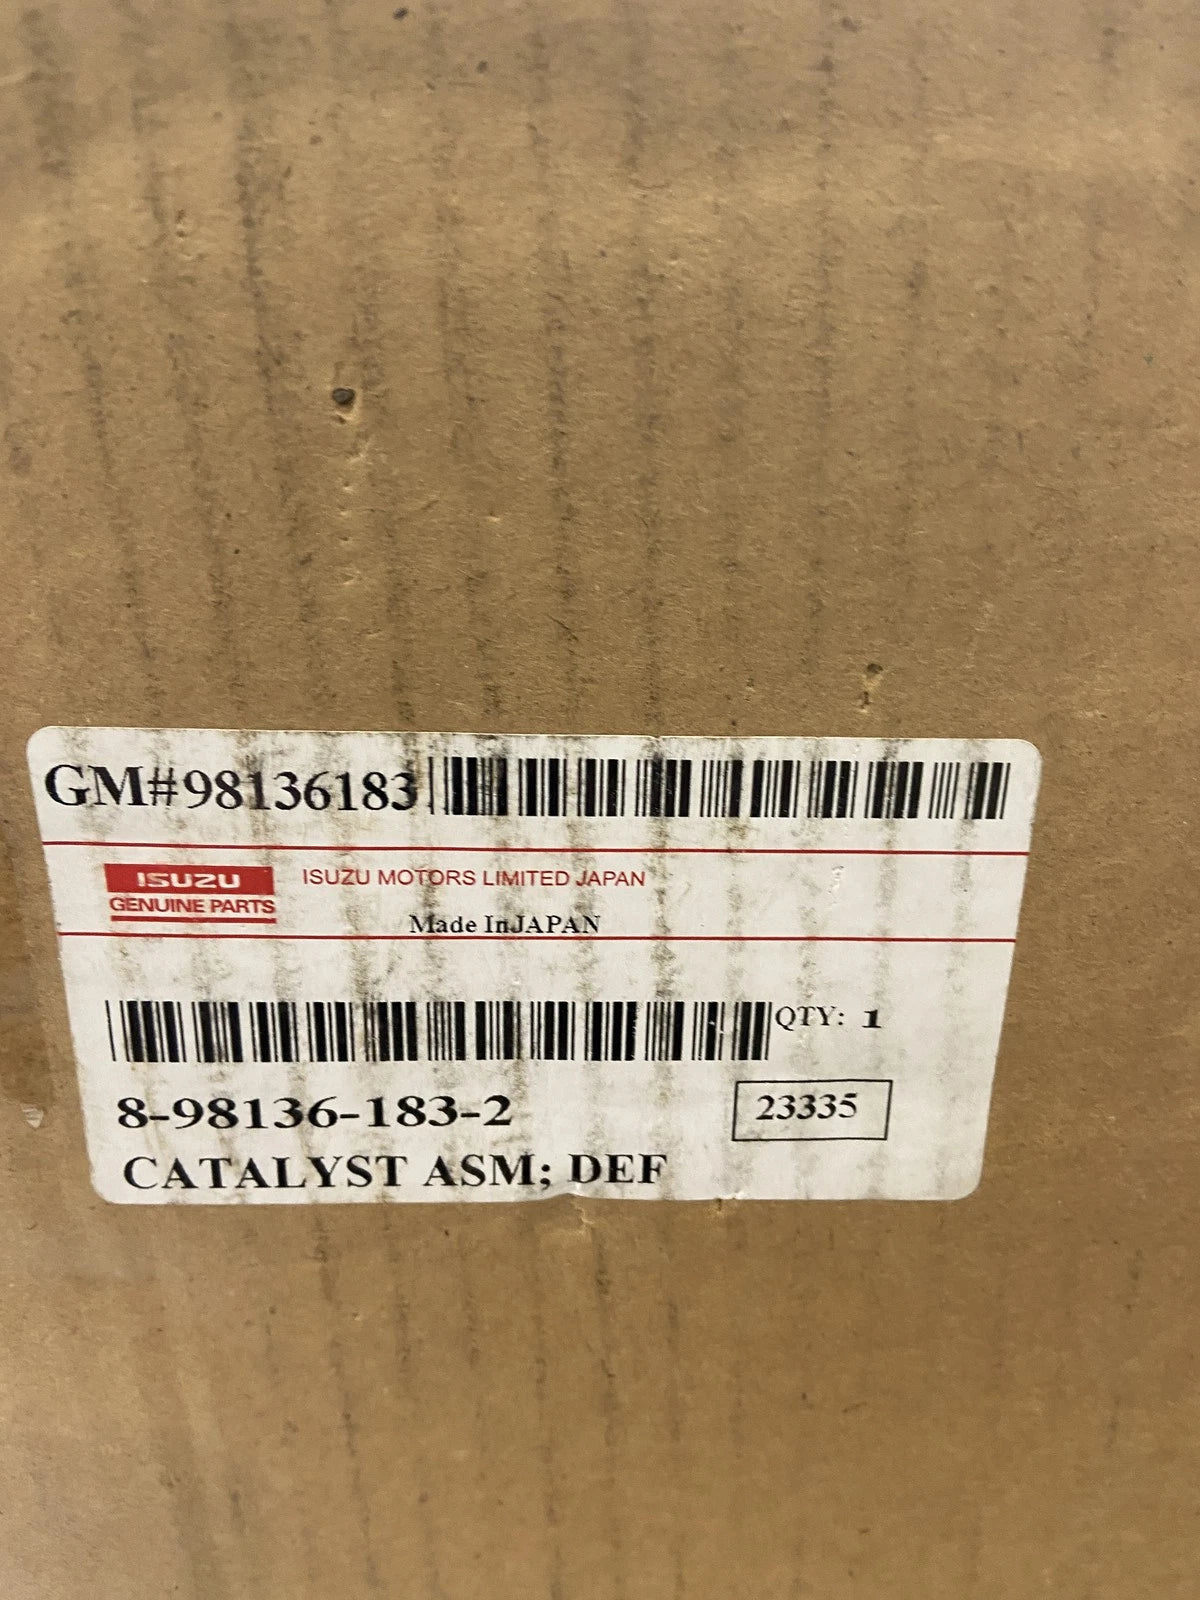 GM#98136183
ISUZU
GENUINE PARTS
ISUZU MOTORS LIMITED JAPAN
Made InJAPAN
QTY: 1
8-98136-183-2
23335
CATALYST ASM; DEF